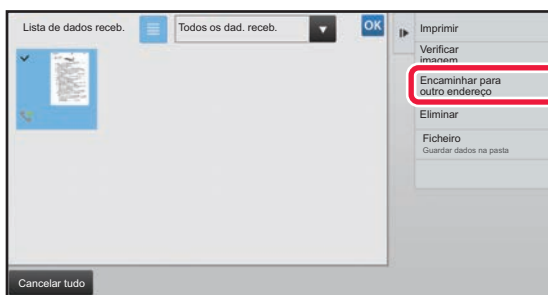 Lista de dados receb.
Todos os dad. receb.
OK
Imprimir
Verificar
imagem
Encaminhar para
outro endereço
Eliminar
Ficheiro
Guardar dados na pasta
Cancelar tudo